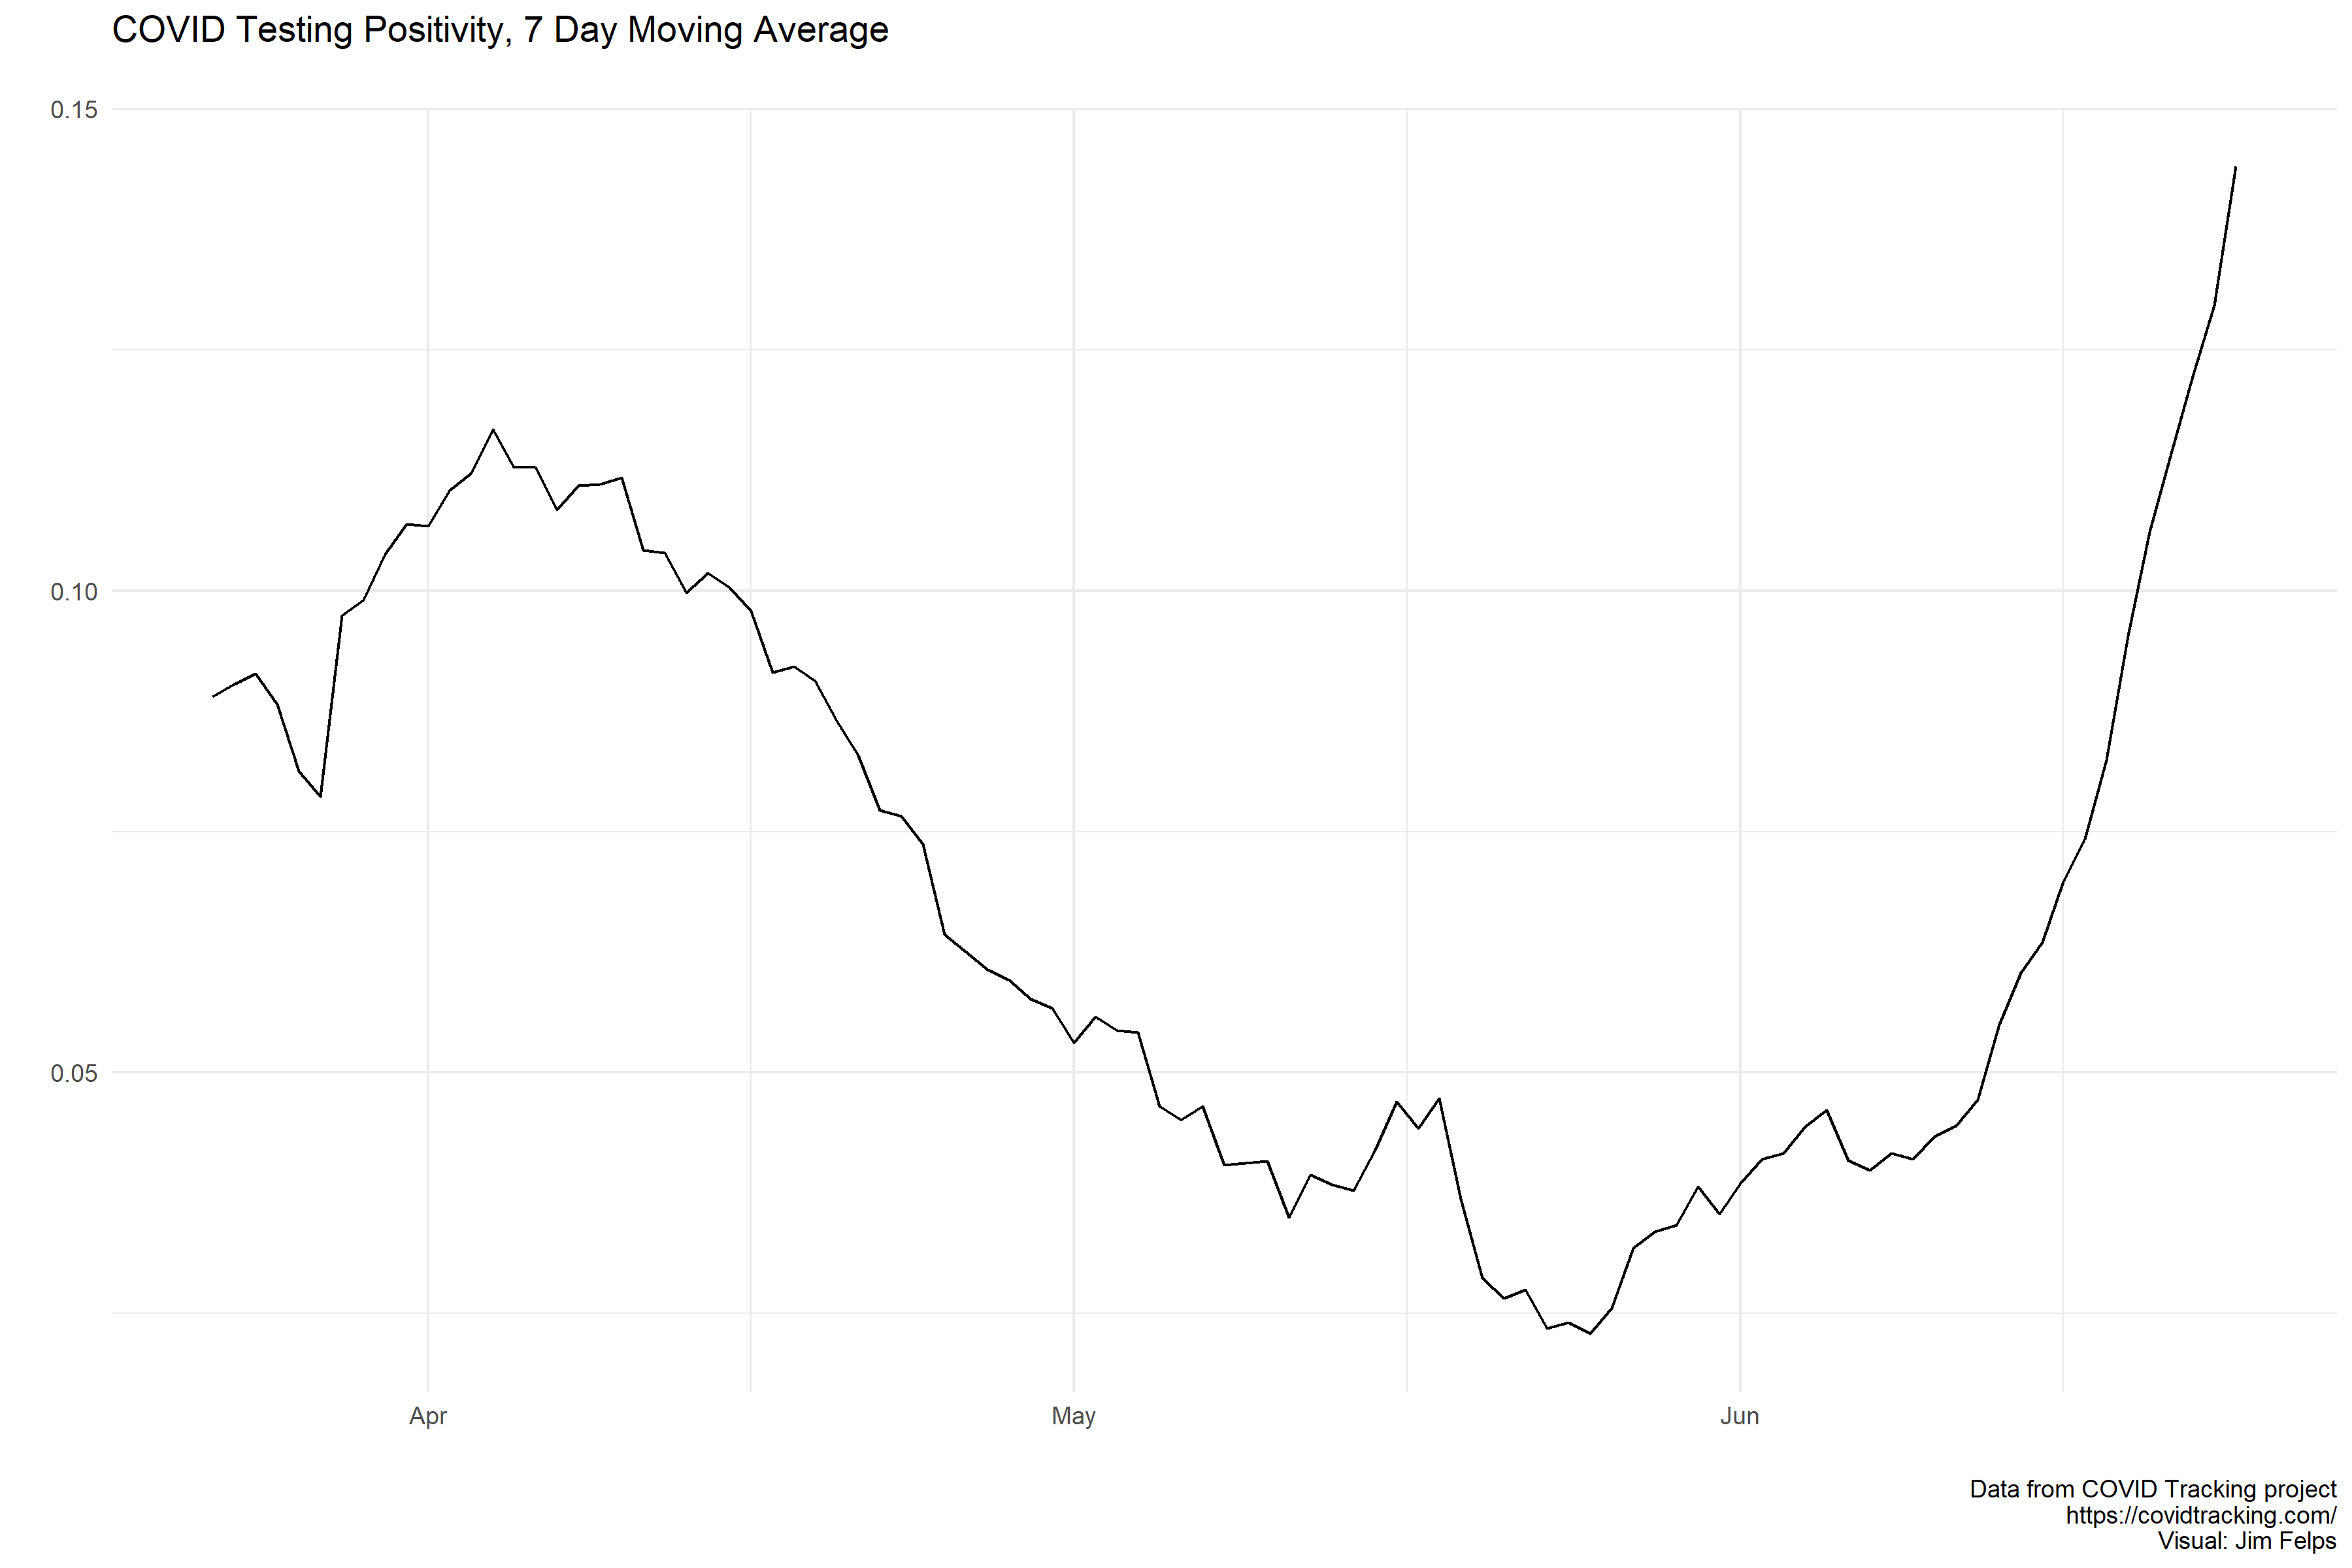 COVID Testing Positivity, 7 Day Moving Average
0.15
0.10
0.05
Apr
May
Jun
Data from COVID Tracking project
https://covidtracking.com/
Visual: Jim Felps